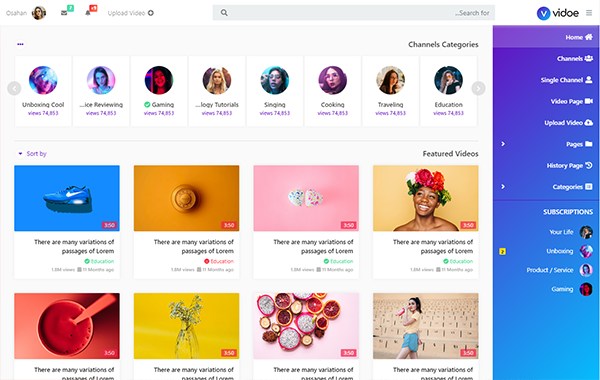 Osahan
2
+9
Upload Video
...Search for
vidoe
Home
Channels
Single Channel
Video Page
Upload Video
Pages
History Page
Categories
SUBSCRIPTIONS
Your Life
Unboxing
2
Product / Service
Gaming
Channels Categories
Unboxing Cool
views 74,853
...ice Reviewing
views 74,853
Gaming
views 74,853
...logy Tutorials
views 74,853
Singing
views 74,853
Cooking
views 74,853
Traveling
views 74,853
Education
views 74,853
Sort by
Featured Videos
3:50
There are many variations of
passages of Lorem
Education
1.8M views 11 Months ago
3:50
There are many variations of
passages of Lorem
Education
1.8M views 11 Months ago
3:50
There are many variations of
passages of Lorem
Education
1.8M views 11 Months ago
3:50
There are many variations of
passages of Lorem
Education
1.8M views 11 Months ago
3:50
There are many variations of
3:50
There are many variations of
3:50
There are many variations of
3:50
There are many variations of